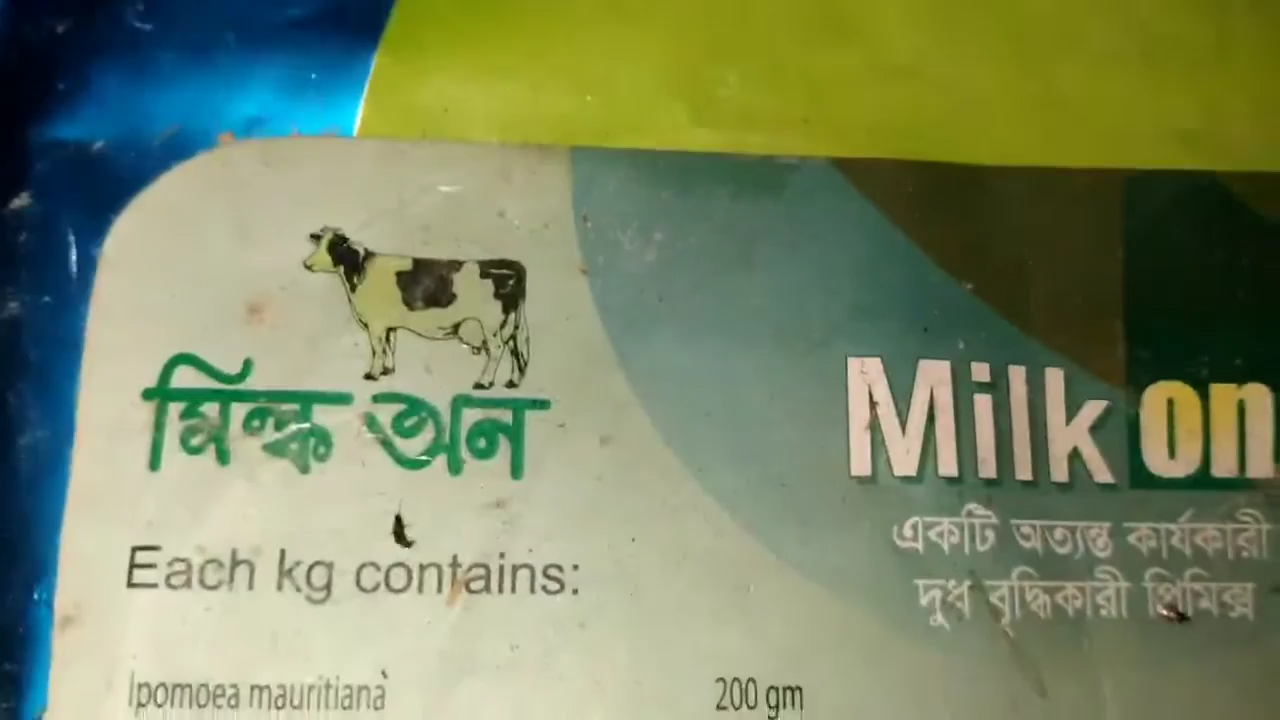 মিল্ক অন
Milk on
একটি অত্যন্ত কার্যকারী
দুধ বৃদ্ধিকারী প্রিমিক্স
Each kg contains:
Ipomoea mauritiana 200 gm